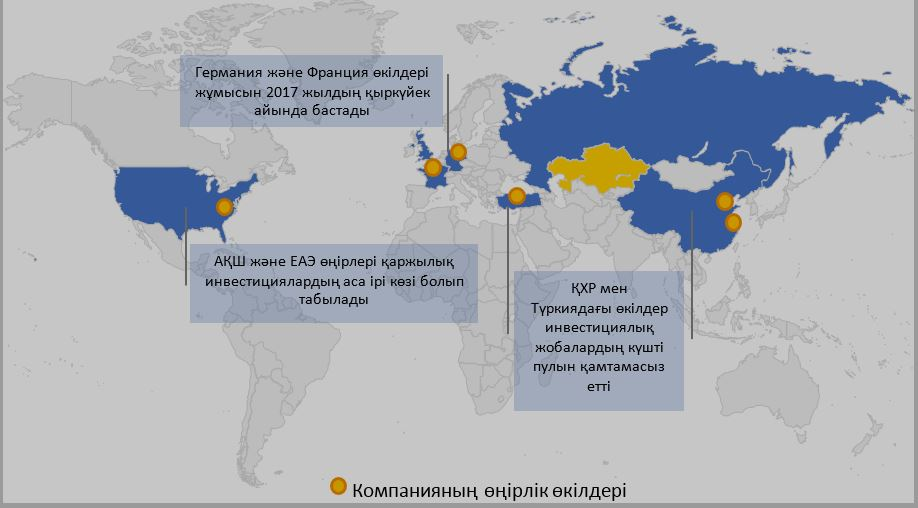 Германия және Франция өкілдері
жұмысын 2017 жылдың қыркүйек
айында бастады
АҚШ және ЕАЭ өңірлері қаржылық
инвестициялардың аса ірі көзі болып
табылады
ҚХР мен
Түркиядағы өкілдер
инвестициялық
жобалардың күшті
пулын қамтамасыз
етті
Компанияның өңірлік өкілдері